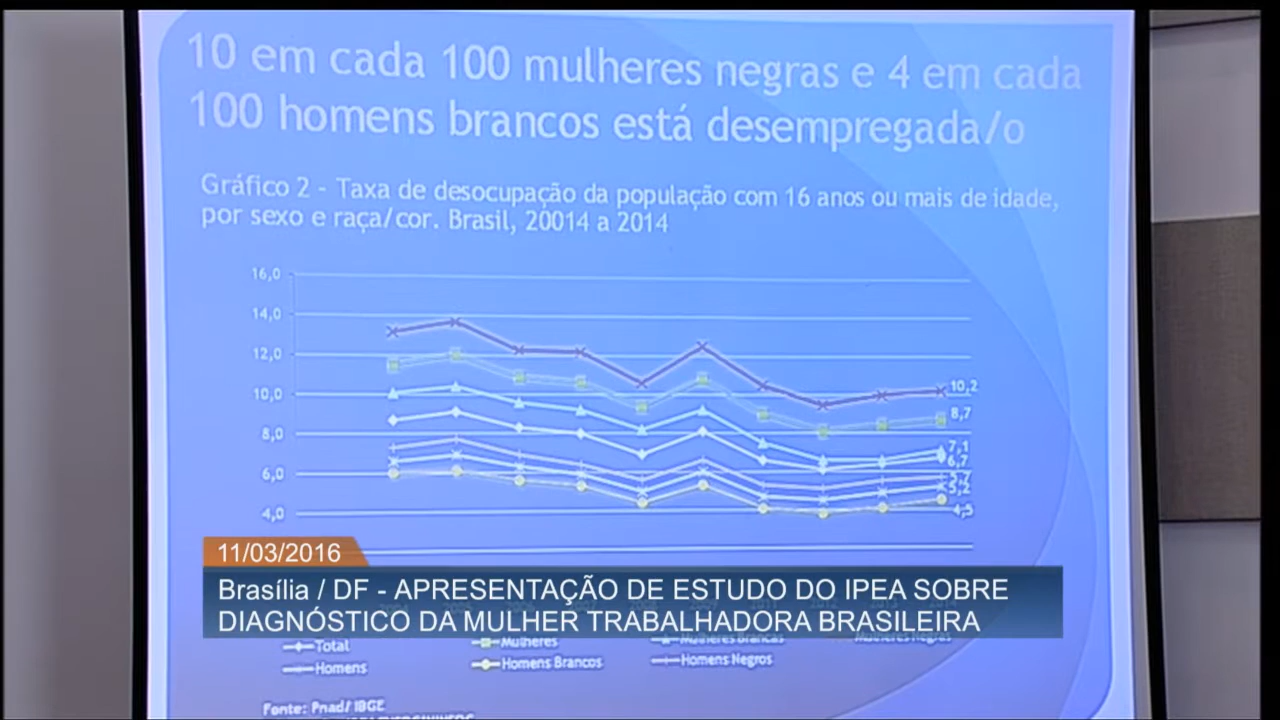 10 em cada 100 mulheres negras e 4 em cada
100 homens brancos está desempregada/o
Gráfico 2 - Taxa de desocupação da população com 16 anos ou mais de idade,
por sexo e raça/cor. Brasil, 20014 a 2014
16,0
14,0
12,0
10,0
8,0
6,0
4,0
10,2
8,7
7,1
6,7
5,2
4,5
11/03/2016
Brasília / DF - APRESENTAÇÃO DE ESTUDO DO IPEA SOBRE
DIAGNÓSTICO DA MULHER TRABALHADORA BRASILEIRA
Total
Mulheres
Mulheres Brancas
Mulheres Negras
Homens
Homens Brancos
Homens Negros
Fonte: Pnad/ IBGE